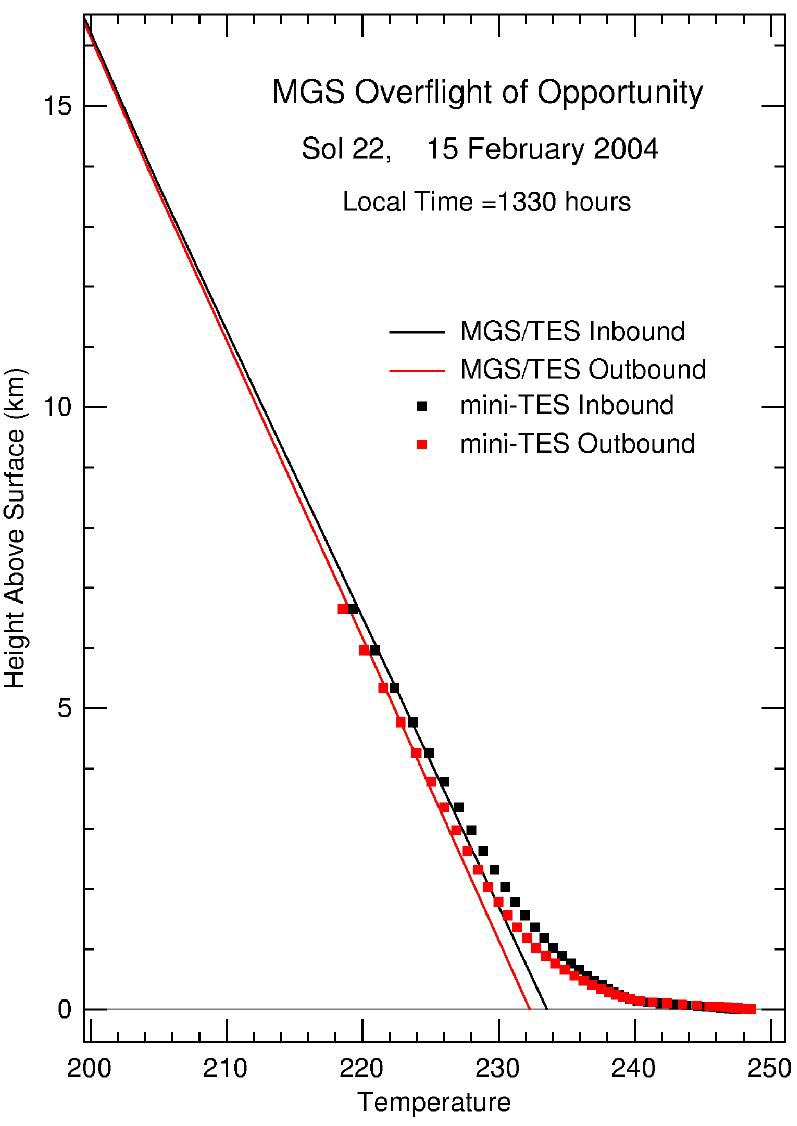 MGS Overflight of Opportunity
Sol 22, 15 February 2004
Local Time =1330 hours
MGS/TES Inbound
MGS/TES Outbound
mini-TES Inbound
mini-TES Outbound
Height Above Surface (km)
15
10
5
0
200 210 220 230 240 250
Temperature